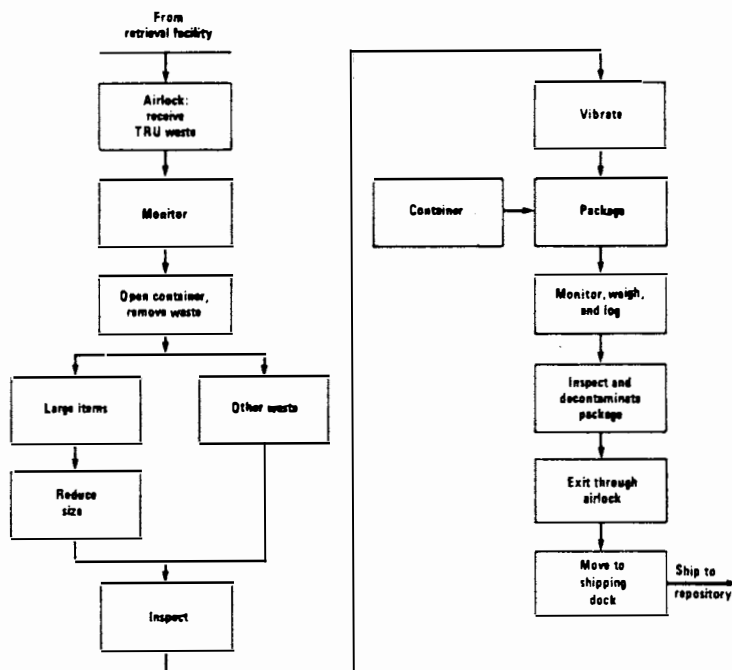 From
retrieval facility
Airlock:
receive
TRU waste
Monitor
Open container,
remove waste
Large items
Other waste
Reduce
size
Inspect
Vibrate
Container
Package
Monitor, weigh,
and log
Inspect and
decontaminate
package
Exit through
airlock
Move to
shipping
dock
Ship to
repository